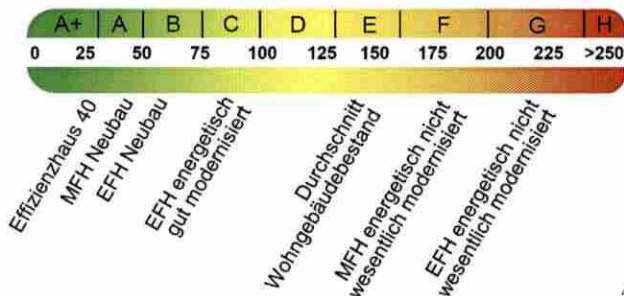 A+ A B C D E F G H
0 25 50 75 100 125 150 175 200 225 >250
Effizienzhaus 40
MFH Neubau
EFH Neubau
EFH energetisch
gut modernisiert
Durchschnitt
Wohngebäudebestand
MFH energetisch nicht
wesentlich modernisiert
EFH energetisch nicht
wesentlich modernisiert